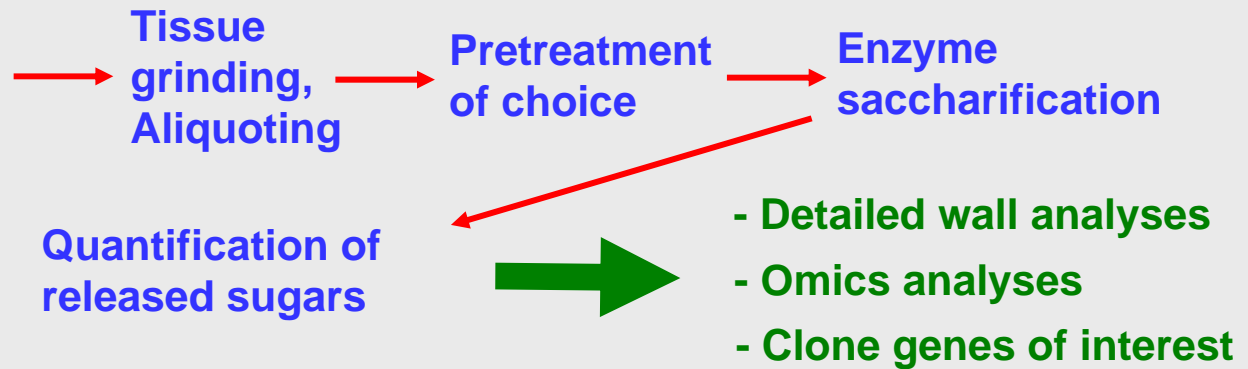 Tissue
grinding,
Aliquoting
Pretreatment
of choice
Enzyme
saccharification
Quantification of
released sugars
- Detailed wall analyses
- Omics analyses
- Clone genes of interest